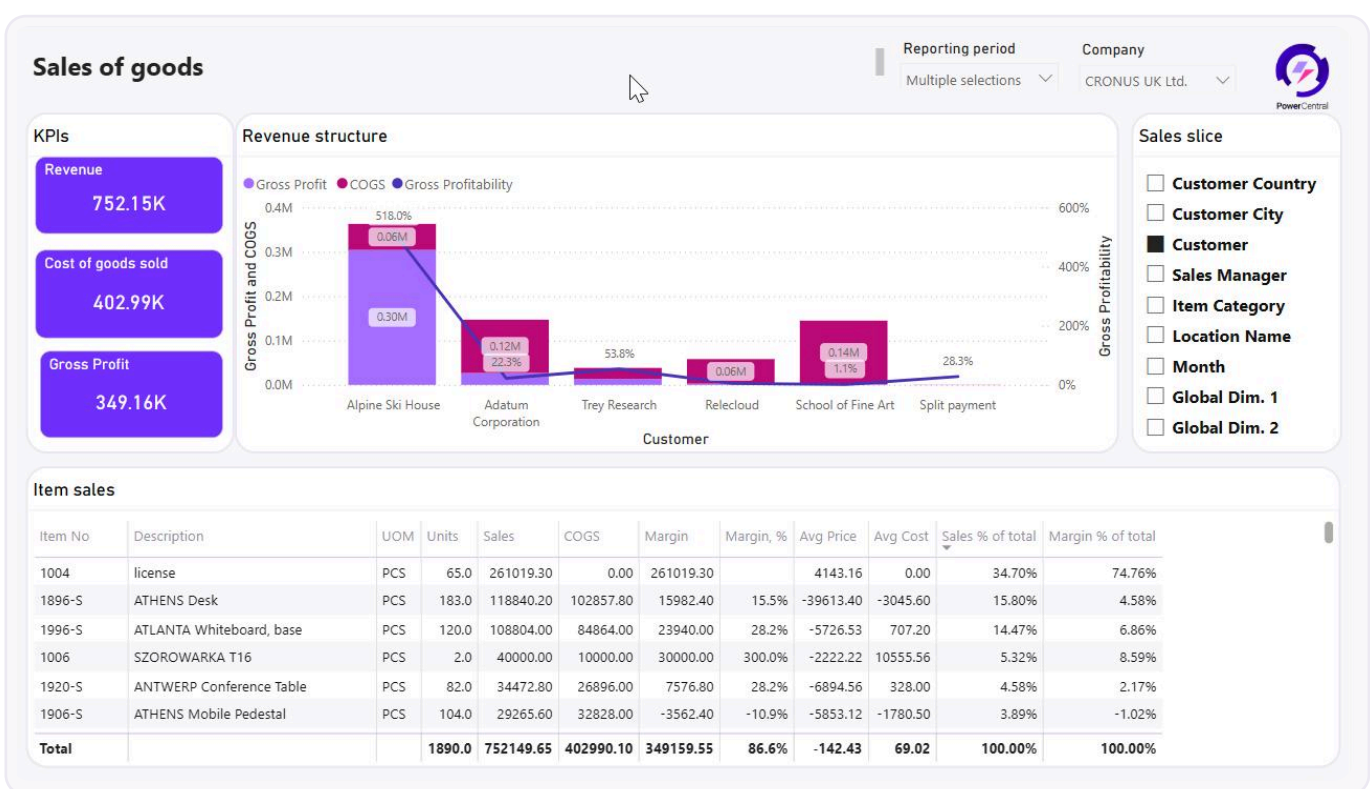 Sales of goods
Reporting period
Multiple selections
Company
CRONUS UK Ltd.
PowerCentral
KPIs
Revenue
752.15K
Cost of goods sold
402.99K
Gross Profit
349.16K
Revenue structure
Gross Profit COGS Gross Profitability
Gross Profit and COGS
0.4M
0.3M
0.2M
0.1M
0.0M
518.0%
0.06M
0.30M
0.12M
22.3%
53.8%
0.06M
0.14M
1.1%
28.3%
600%
400%
200%
0%
Gross Profitability
Alpine Ski House
Adatum
Corporation
Trey Research
Relecloud
School of Fine Art
Split payment
Customer
Sales slice
Customer Country
Customer City
Customer
Sales Manager
Item Category
Location Name
Month
Global Dim. 1
Global Dim. 2
Item sales
Item No Description UOM Units Sales COGS Margin Margin, % Avg Price Avg Cost Sales % of total Margin % of total
1004 license PCS 65.0 261019.30 0.00 261019.30 4143.16 0.00 34.70% 74.76%
1896-S ATHENS Desk PCS 183.0 118840.20 102857.80 15982.40 15.5% -39613.40 -3045.60 15.80% 4.58%
1996-S ATLANTA Whiteboard, base PCS 120.0 108804.00 84864.00 23940.00 28.2% -5726.53 707.20 14.47% 6.86%
1006 SZOROWARKA T16 PCS 2.0 40000.00 10000.00 30000.00 300.0% -2222.22 10555.56 5.32% 8.59%
1920-S ANTWERP Conference Table PCS 82.0 34472.80 26896.00 7576.80 28.2% -6894.56 328.00 4.58% 2.17%
1906-S ATHENS Mobile Pedestal PCS 104.0 29265.60 32828.00 -3562.40 -10.9% -5853.12 -1780.50 3.89% -1.02%
Total 1890.0 752149.65 402990.10 349159.55 86.6% -142.43 69.02 100.00% 100.00%